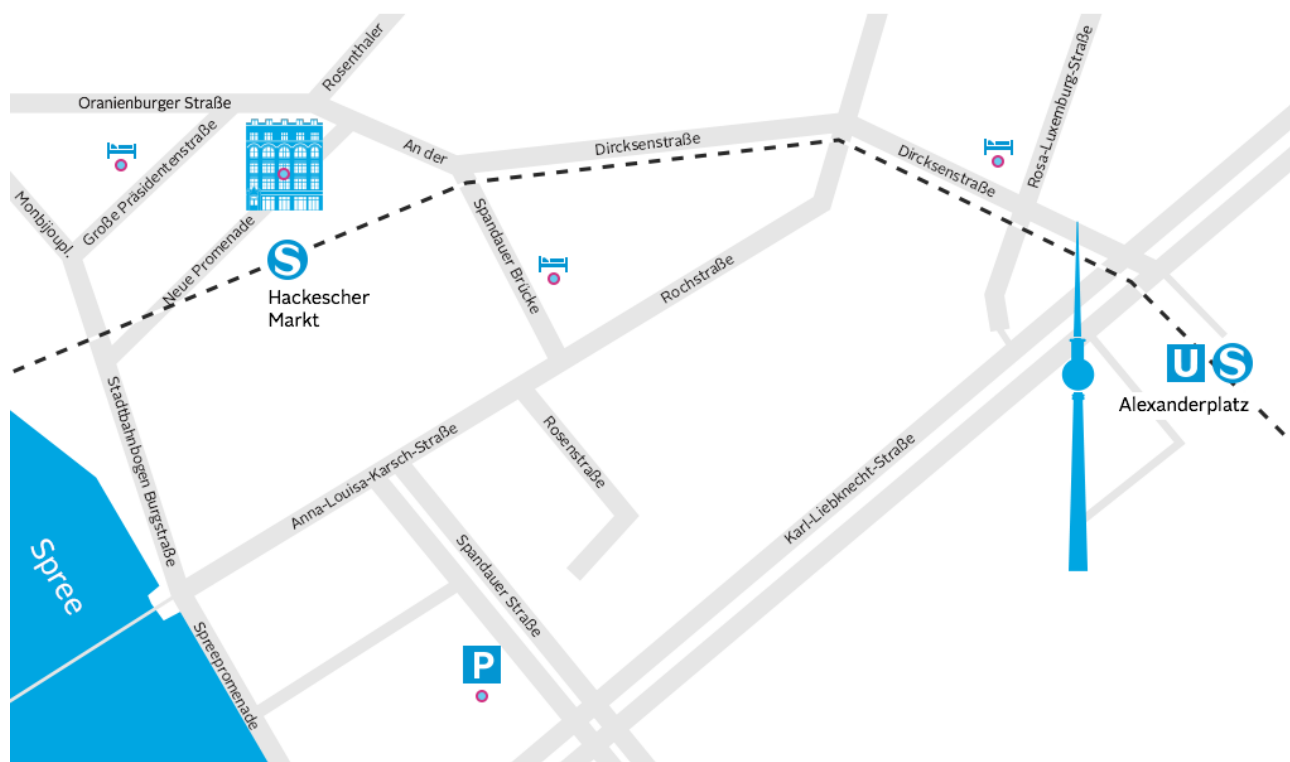 Rosenthaler
Oranienburger Straße
Rosa-Luxemburg-Straße
An der
Dircksenstraße
Dircksenstraße
Große Präsidentenstraße
Monbijoupl.
Neue Promenade
Spandauer Brücke
S
Hackescher
Markt
Rochstraße
U S
Alexanderplatz
Stadtbahnbogen Burgstraße
Anna-Louisa-Karsch-Straße
Rosenstraße
Karl-Liebknecht-Straße
Spree
Spandauer Straße
Spreepromenade
P